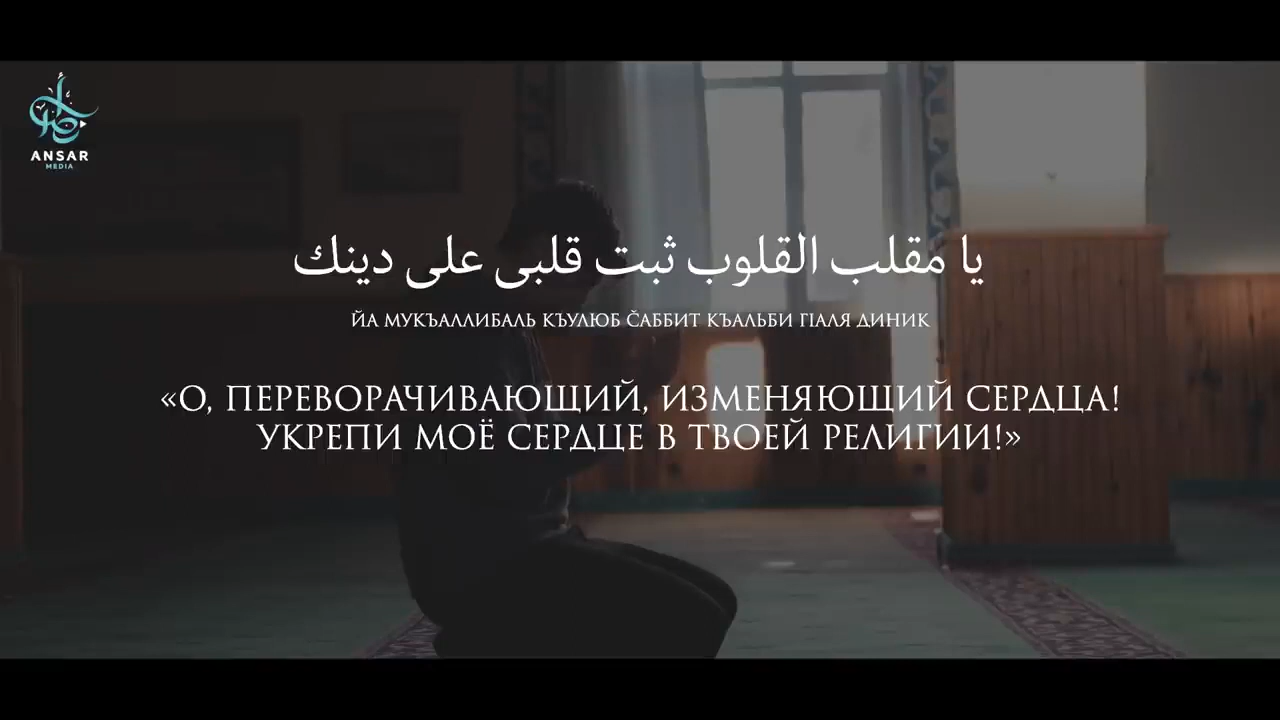 ANSAR
MEDIA
يا مقلب القلوب ثبت قلبى على دينك
ЙА МУКЪАЛЛИБАЛЬ КЪУЛЮБ C̆АББИТ КЪАЛЬБИ ГІАЛЯ ДИНИК
«О, ПЕРЕВОРАЧИВАЮЩИЙ, ИЗМЕНЯЮЩИЙ СЕРДЦА!
УКРЕПИ МОЁ СЕРДЦЕ В ТВОЕЙ РЕЛИГИИ!»